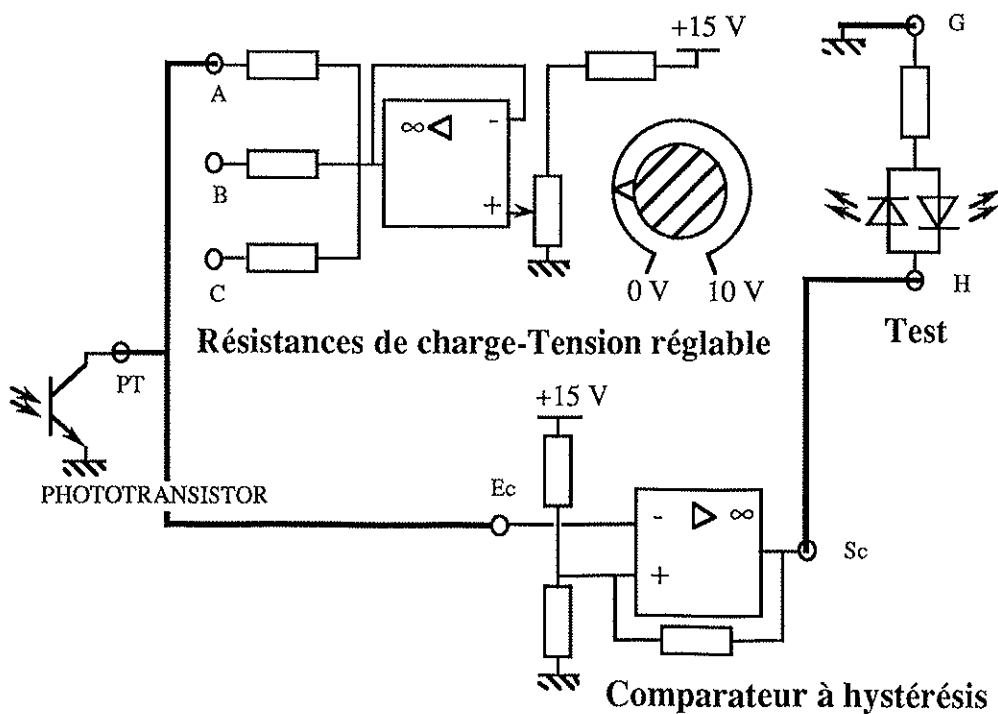 +15 V
G
A
∞
-
B
+
C
0 V 10 V
H
Résistances de charge-Tension réglable
Test
PT
+15 V
PHOTOTRANSISTOR
Ec
-
∞
Sc
+
Comparateur à hystérésis